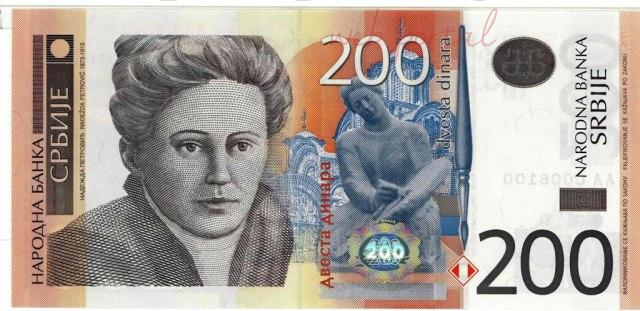 НАРОДНА БАНКА
СРБИЈЕ
НАДЕЖДА ПЕТРОВИЋ NADEŽDA PETROVIĆ 1873-1915
200
dvesta dinara
двеста динара
200
200
NARODNA BANKA
SRBIJE
ФАЛСИФИКОВАЊЕ СЕ КАЖЊАВА ПО ЗАКОНУ FALSIFIKOVANJE SE KAŽNJAVA PO ZAKONU